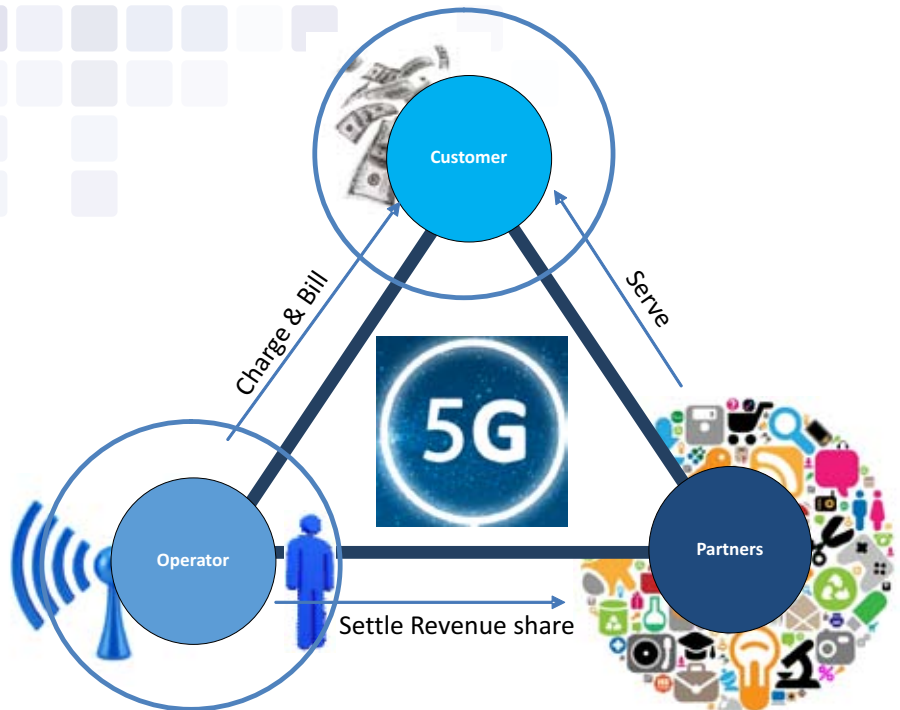 Customer
Charge & Bill
Serve
5G
Operator
Partners
Settle Revenue share